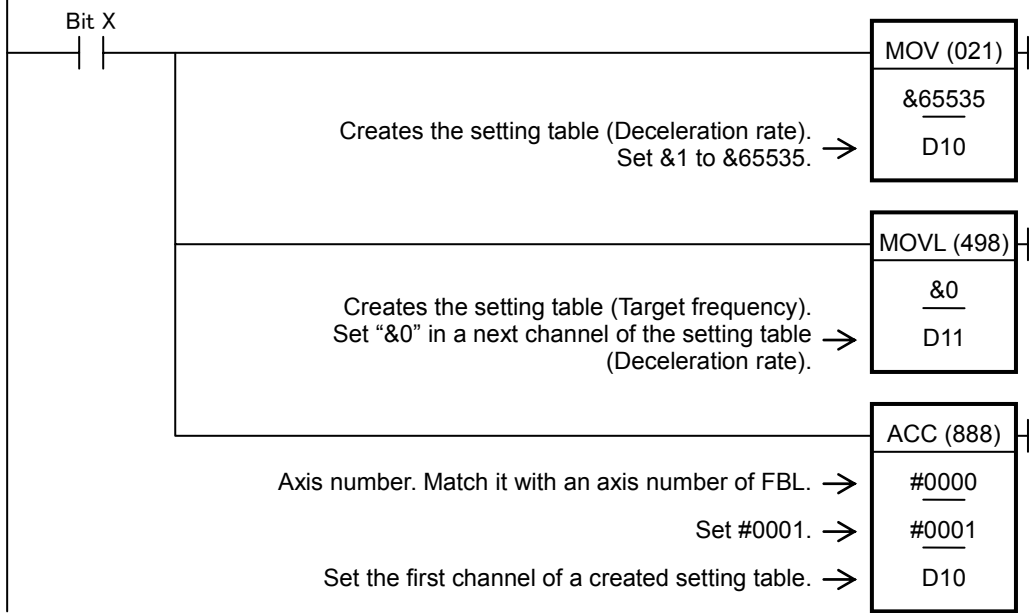 Bit X
MOV (021)
&65535
Creates the setting table (Deceleration rate).
Set &1 to &65535.
D10
MOVL (498)
&0
Creates the setting table (Target frequency).
Set “&0” in a next channel of the setting table
(Deceleration rate).
D11
ACC (888)
Axis number. Match it with an axis number of FBL.
#0000
Set #0001.
#0001
Set the first channel of a created setting table.
D10